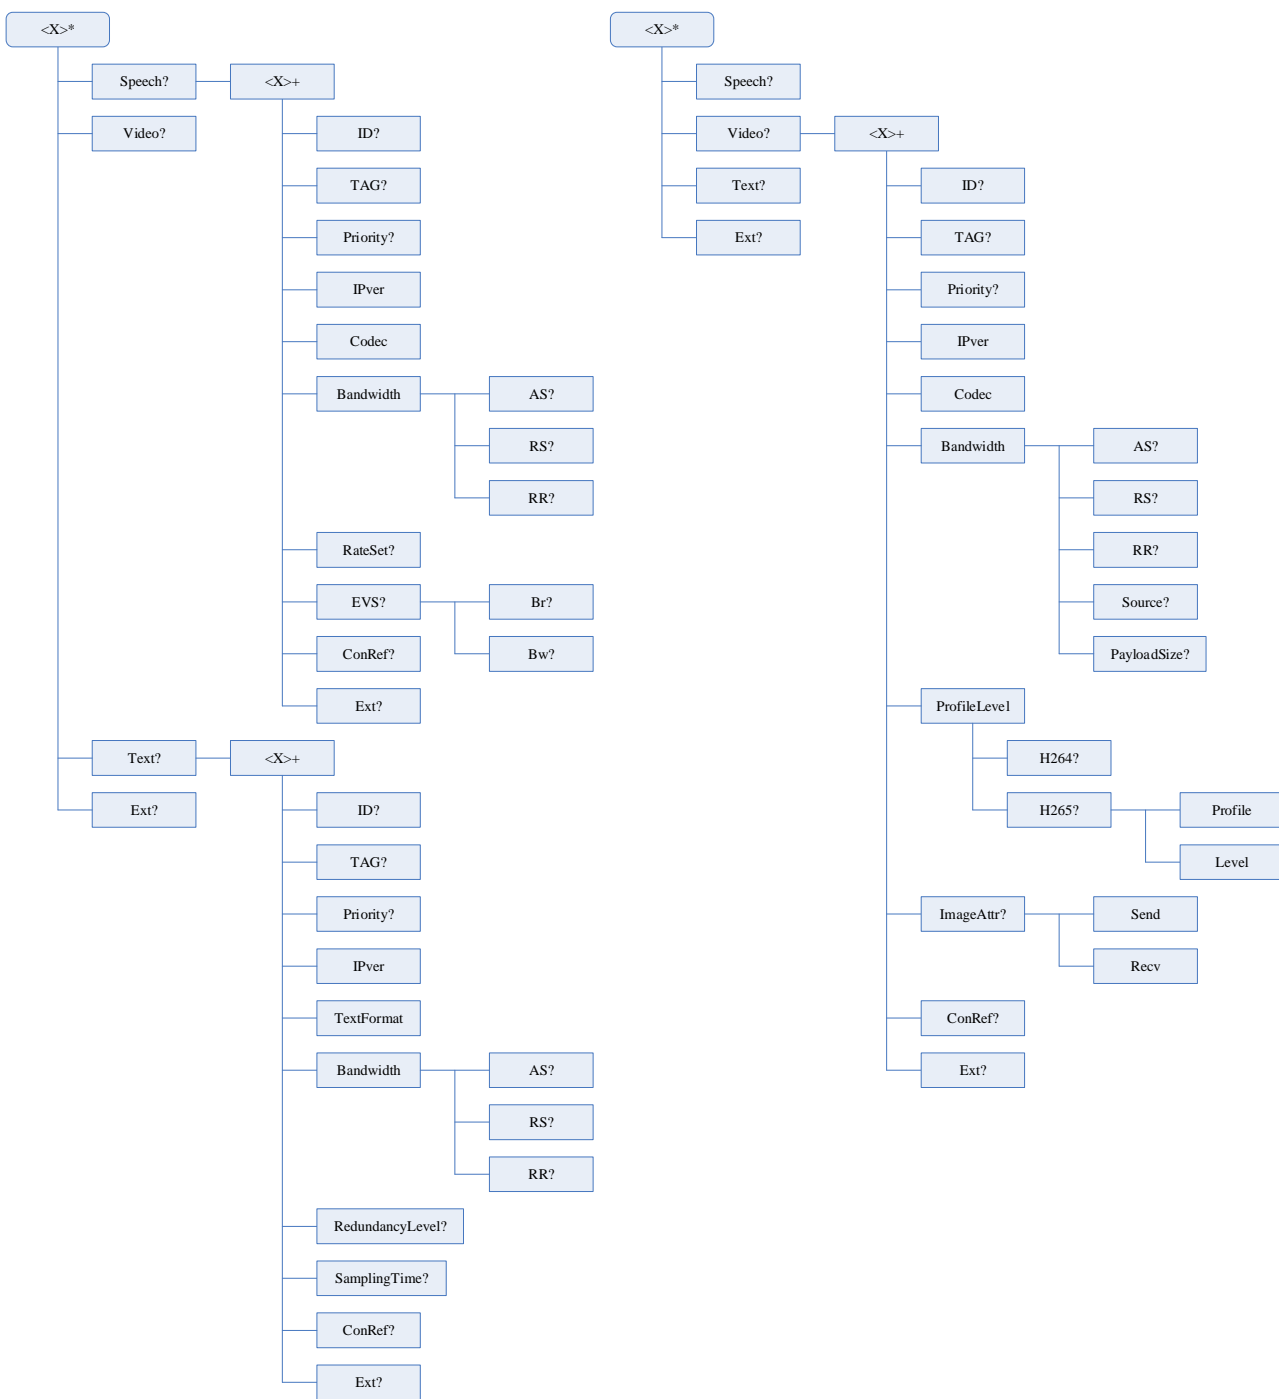 <X>*
Speech?
<X>+
Video?
ID?
TAG?
Priority?
IPver
Codec
Bandwidth
AS?
RS?
RR?
RateSet?
EVS?
Br?
ConRef?
Bw?
Ext?
Text?
<X>+
Ext?
ID?
TAG?
Priority?
IPver
TextFormat
Bandwidth
AS?
RS?
RR?
RedundancyLevel?
SamplingTime?
ConRef?
Ext?
<X>*
Speech?
Video?
<X>+
Text?
ID?
Ext?
TAG?
Priority?
IPver
Codec
Bandwidth
AS?
RS?
RR?
Source?
PayloadSize?
ProfileLevel
H264?
H265?
Profile
Level
ImageAttr?
Send
Recv
ConRef?
Ext?